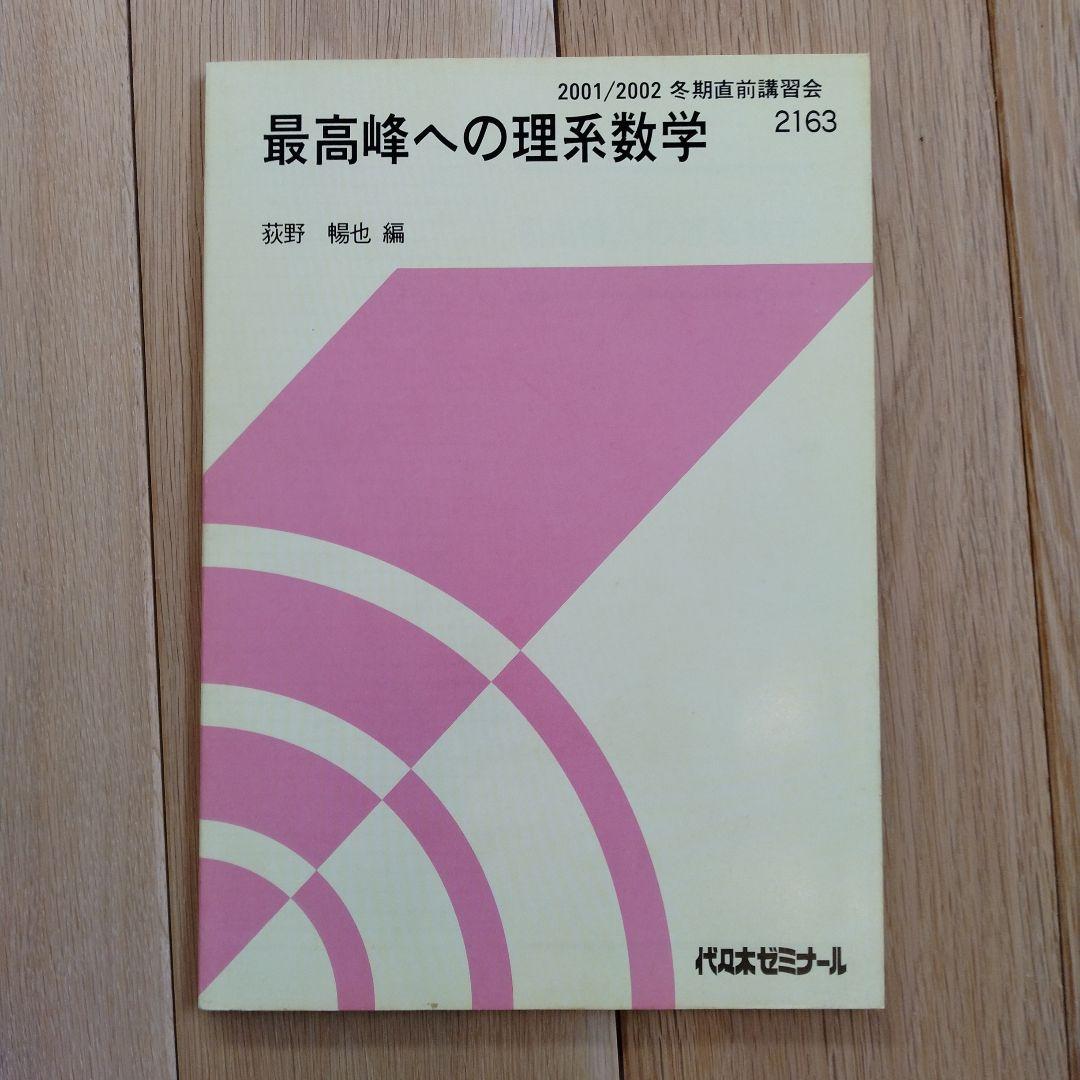 2001/2002 冬期直前講習会
最高峰への理系数学 2163
荻野 暢也 編
代々木ゼミナール